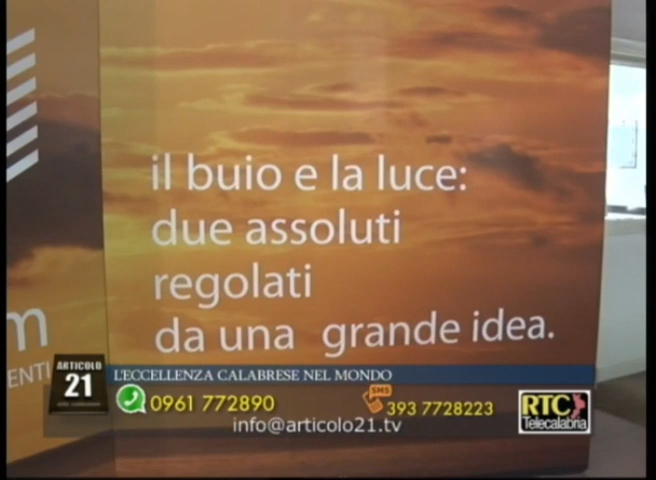 il buio e la luce:
due assoluti
regolati
da una grande idea.
m
ENTI
ARTICOLO
21
L'ECCELLENZA CALABRESE NEL MONDO
0961 772890
SMS
393 7728223
info@articolo21.tv
RTC
Telecalabria